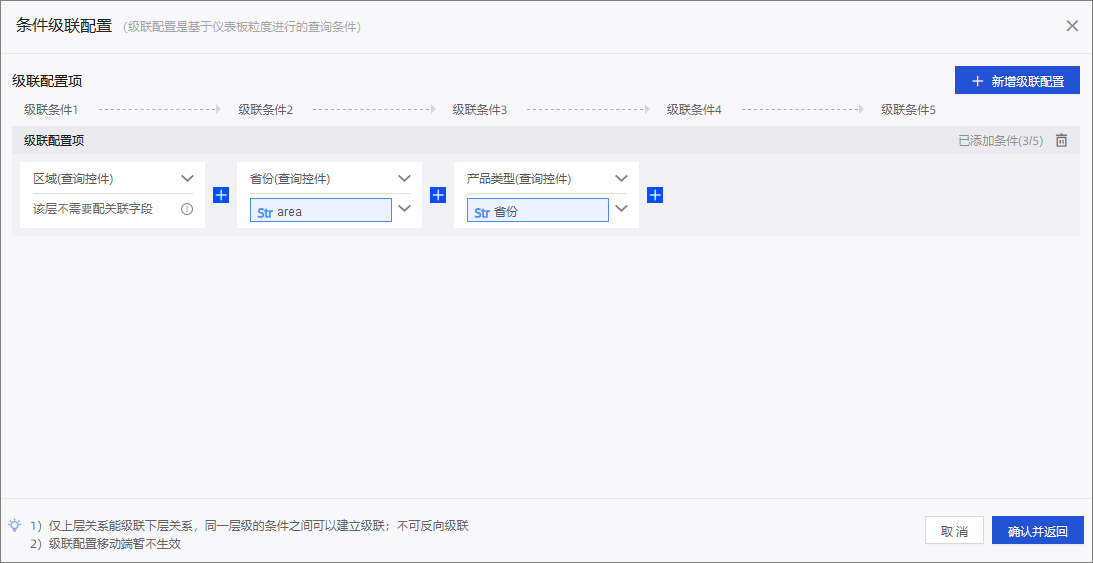 条件级联配置 (级联配置是基于仪表板粒度进行的查询条件)
级联配置项
新增级联配置
级联条件1 级联条件2 级联条件3 级联条件4 级联条件5
级联配置项 已添加条件(3/5)
区域(查询控件) 省份(查询控件) 产品类型(查询控件)
该层不需要配关联字段 Str area Str 省份
1）仅上层关系能级联下层关系，同一层级的条件之间可以建立级联；不可反向级联
2）级联配置移动端暂不生效
取消 确认并返回